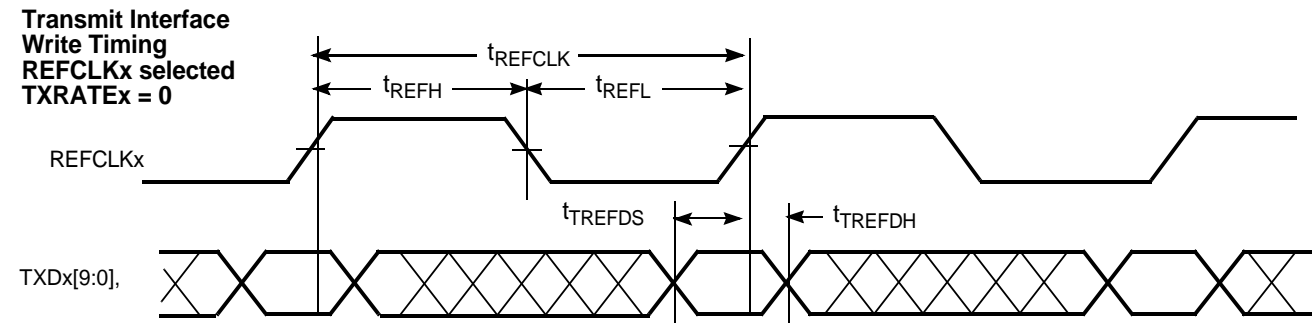 Transmit Interface
Write Timing
REFCLKx selected
TXRATEx = 0
tREFCLK
tREFH
tREFL
REFCLKx
tTREFDS
tTREFDH
TXDx[9:0],